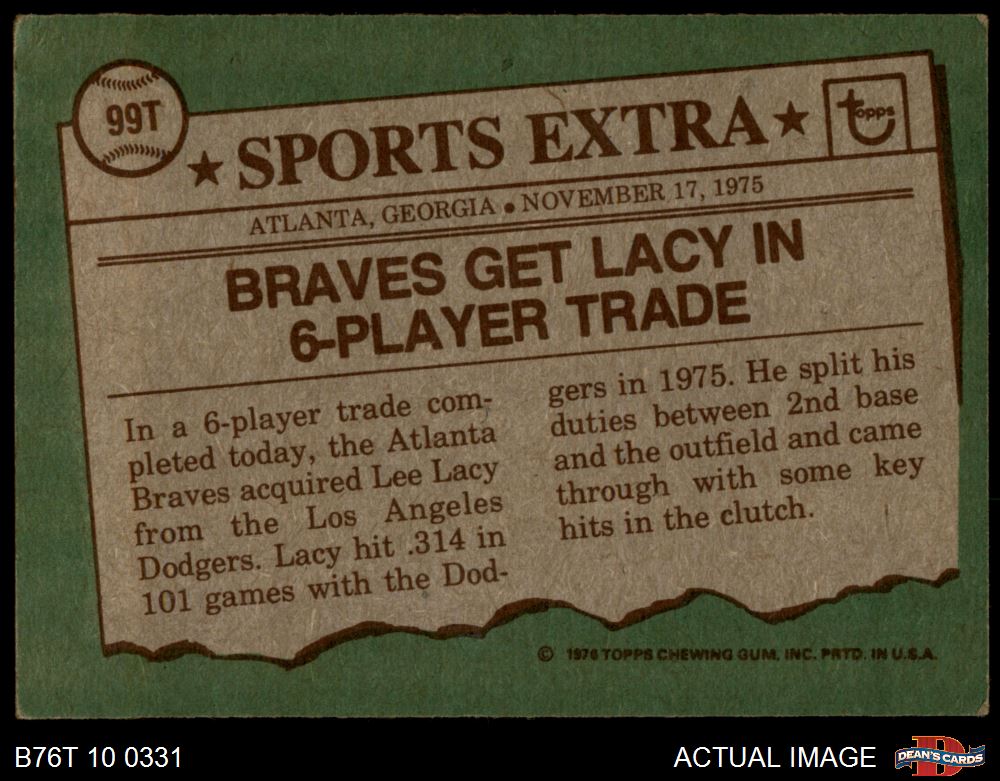 99T
★ SPORTS EXTRA ★
Topps
ATLANTA, GEORGIA • NOVEMBER 17, 1975
BRAVES GET LACY IN
6-PLAYER TRADE
In a 6-player trade com-
pleted today, the Atlanta
Braves acquired Lee Lacy
from the Los Angeles
Dodgers. Lacy hit .314 in
101 games with the Dod-
gers in 1975. He split his
duties between 2nd base
and the outfield and came
through with some key
hits in the clutch.
© 1976 TOPPS CHEWING GUM, INC. PRTD. IN U.S.A.
B76T 10 0331
ACTUAL IMAGE
D
DEAN'S CARDS